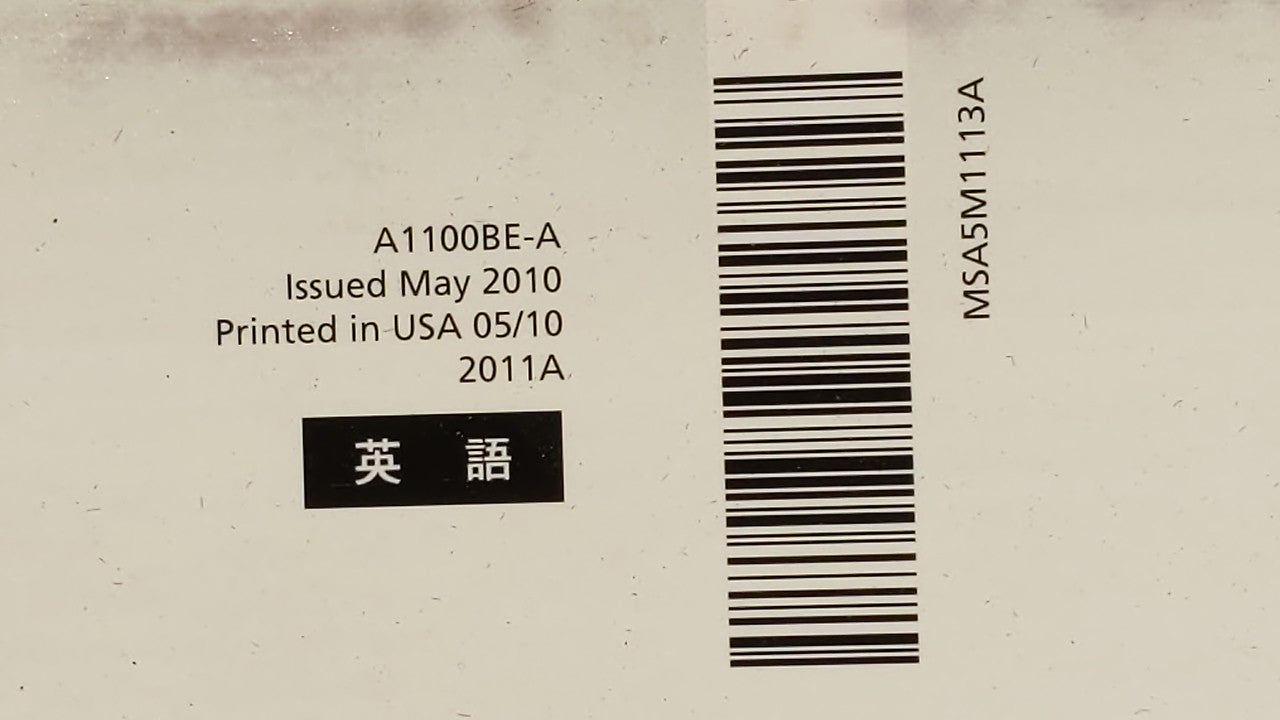 A1100BE-A
Issued May 2010
Printed in USA 05/10
2011A
英 語
MSA5M1113A